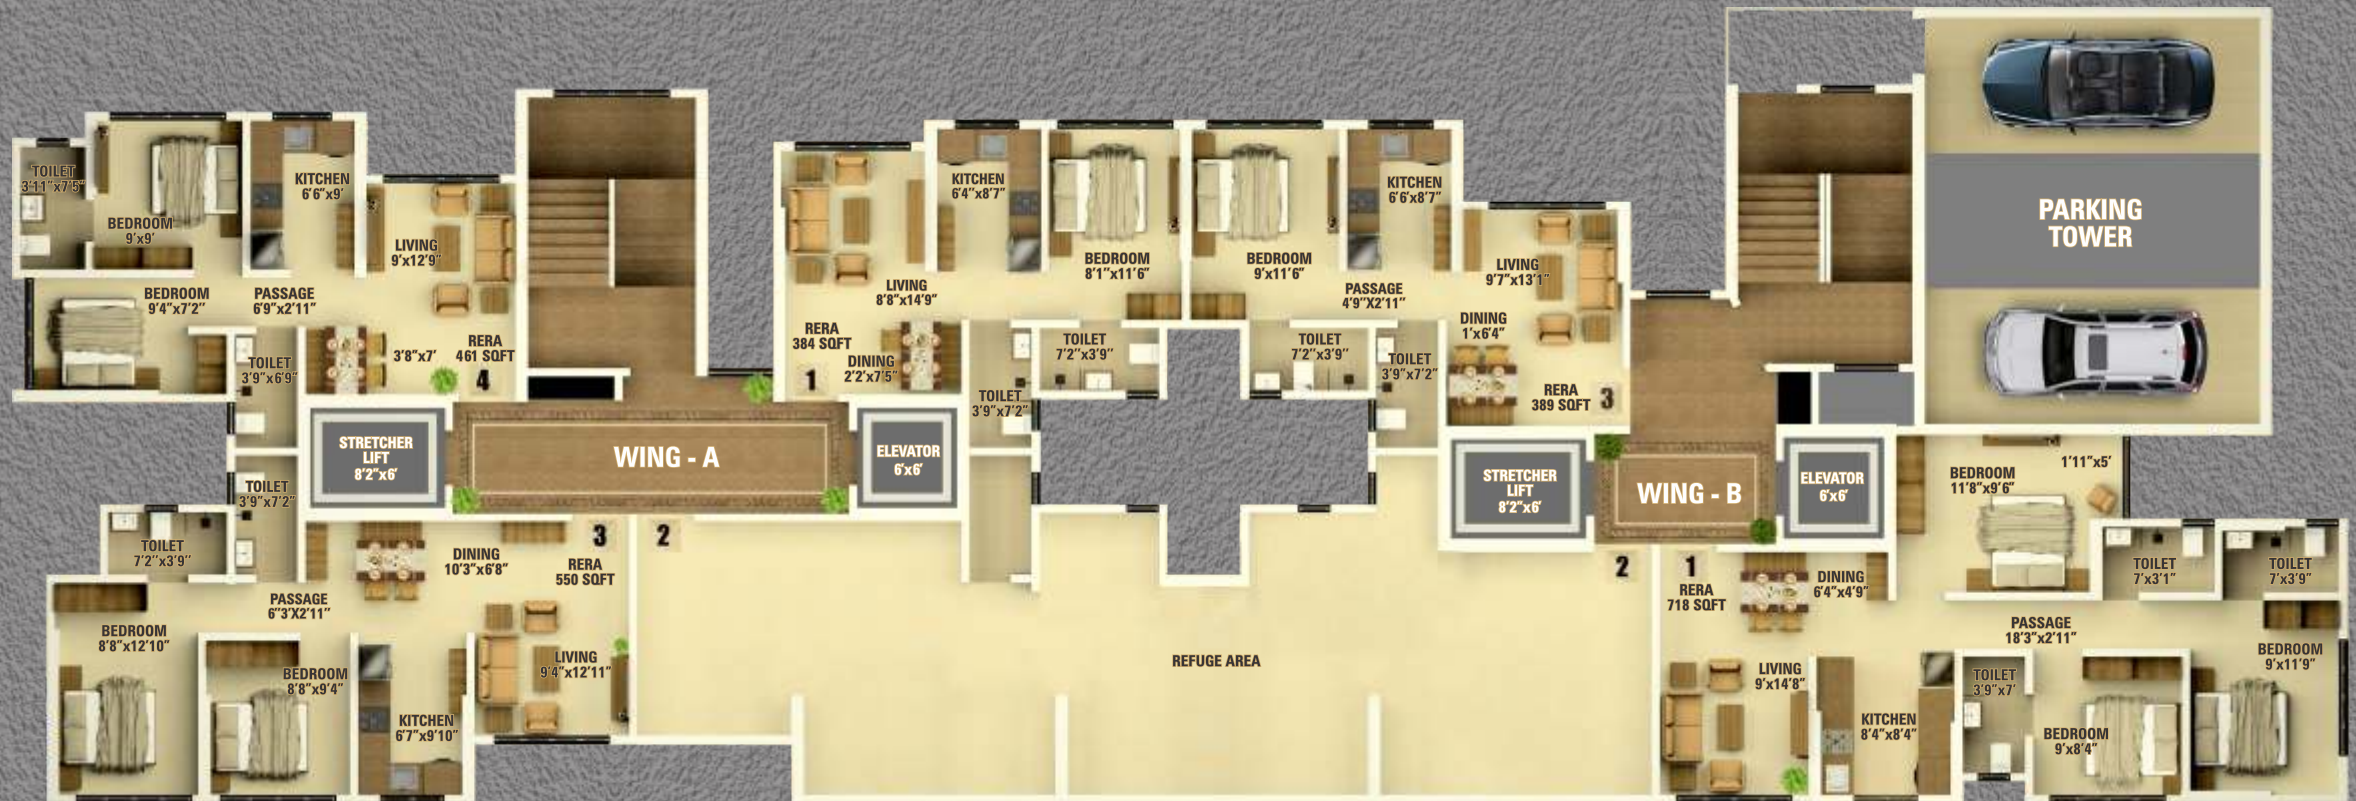 TOILET
3'11"x7'5"
BEDROOM
9'x9'
KITCHEN
6'6"x9'
LIVING
9'x12'9"
BEDROOM
9'4"x7'2"
PASSAGE
6'9"x2'11"
TOILET
3'9"x6'9"
3'8"x7'
RERA
461 SQFT
4
STRETCHER
LIFT
8'2"x6'
WING - A
ELEVATOR
6'x6'
TOILET
3'9"x7'2"
TOILET
7'2"x3'9"
DINING
10'3"x6'8"
3
RERA
550 SQFT
2
PASSAGE
6"3'X2'11"
BEDROOM
8'8"x12'10"
BEDROOM
8'8"x9'4"
KITCHEN
6'7"x9'10"
LIVING
9'4"x12'11"
KITCHEN
6'4"x8'7"
BEDROOM
8'1"x11'6"
LIVING
8'8"x14'9"
RERA
384 SQFT
1
DINING
2'2'x7'5"
TOILET
7'2"x3'9"
TOILET
3'9"x7'2"
BEDROOM
9'x11'6"
KITCHEN
6'6'x8'7"
PASSAGE
4'9"X2'11"
LIVING
9'7"x13'1"
DINING
1'x6'4"
TOILET
7'2"x3'9"
TOILET
3'9"x7'2"
RERA
389 SQFT
3
STRETCHER
LIFT
8'2"x6'
WING - B
ELEVATOR
6'x6'
PARKING
TOWER
REFUGE AREA
2
1
RERA
718 SQFT
DINING
6'4"x4'9"
BEDROOM
11'8"x9'6"
1'11"x5'
TOILET
7'x3'1"
TOILET
7'x3'9"
PASSAGE
18'3"x2'11"
BEDROOM
9'x11'9"
LIVING
9'x14'8"
KITCHEN
8'4"x8'4"
TOILET
3'9"x7'
BEDROOM
9'x8'4"